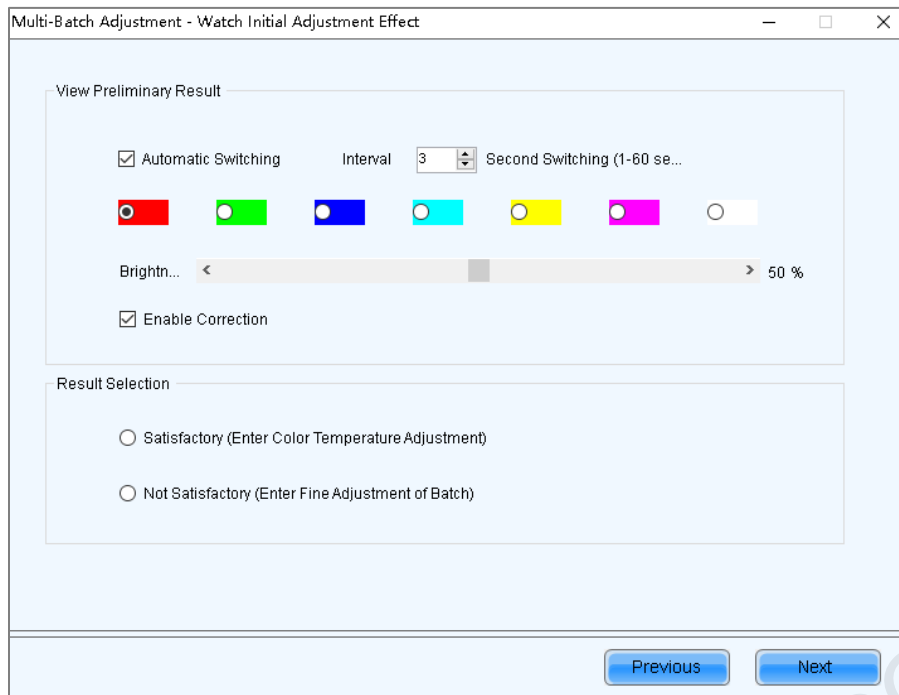 Multi-Batch Adjustment - Watch Initial Adjustment Effect
View Preliminary Result
Automatic Switching Interval 3 Second Switching (1-60 se...
Brightn... 50 %
Enable Correction
Result Selection
Satisfactory (Enter Color Temperature Adjustment)
Not Satisfactory (Enter Fine Adjustment of Batch)
Previous Next